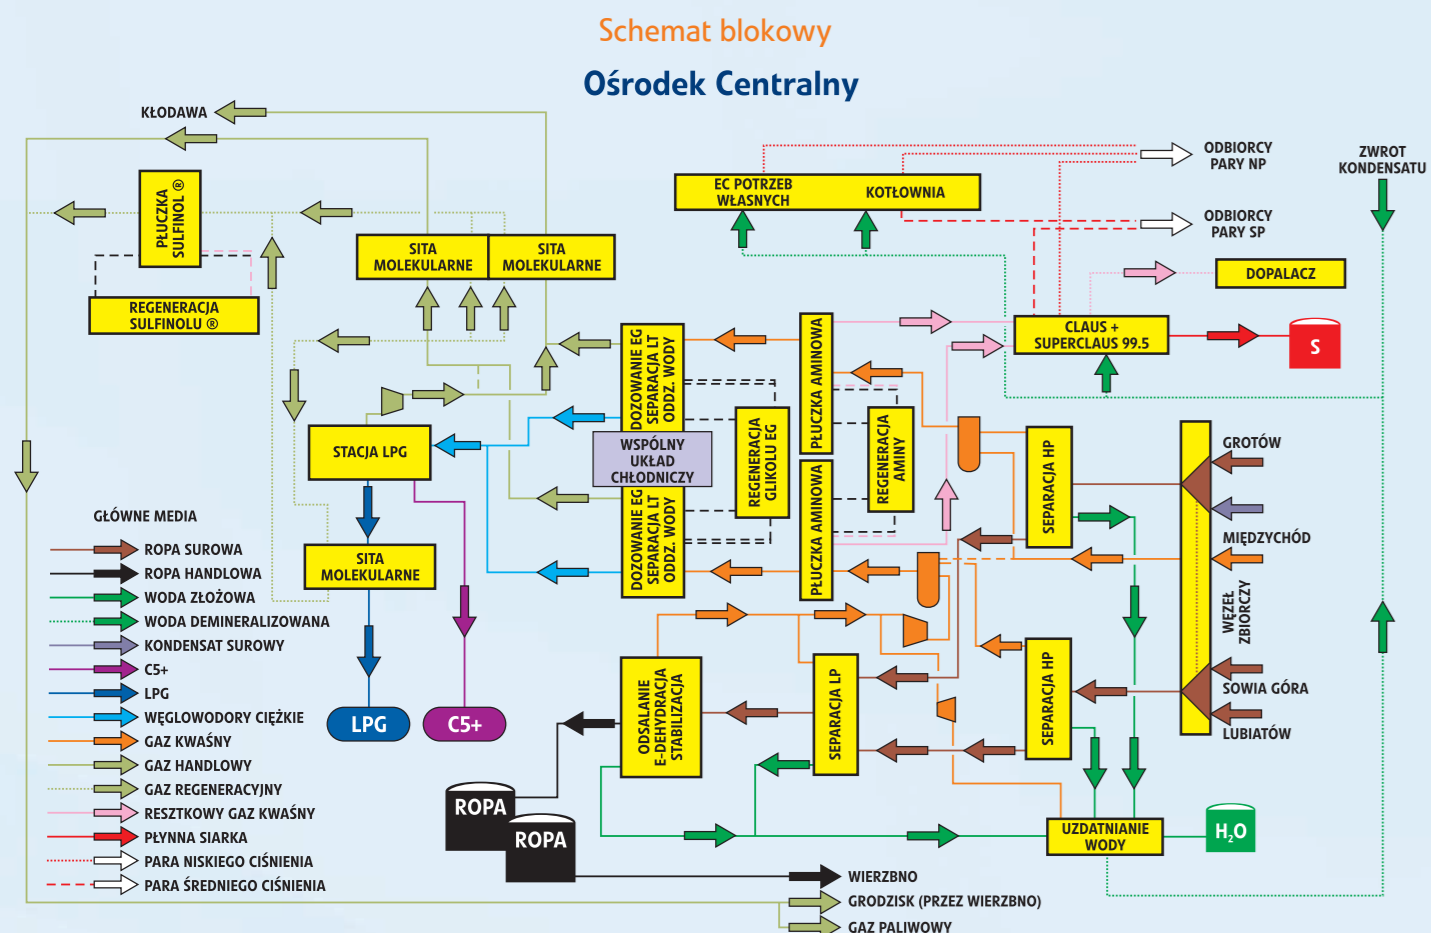 Schemat blokowy
Ośrodek Centralny
KŁODAWA
PŁUCZKA
SULFINOL ®
REGENERACJA
SULFINOLU ®
SITA
MOLEKULARNE
SITA
MOLEKULARNE
EC POTRZEB
WŁASNYCH
KOTŁOWNIA
ODBIORCY
PARY NP
ODBIORCY
PARY SP
ZWROT
KONDENSATU
DOPALACZ
CLAUS +
SUPERCLAUS 99.5
S
DOZOWANIE EG
SEPARACJA LT
ODDZ. WODY
WSPÓLNY
UKŁAD
CHŁODNICZY
DOZOWANIE EG
SEPARACJA LT
ODDZ. WODY
REGENERACJA
GLIKOLU EG
PŁUCZKA AMINOWA
PŁUCZKA AMINOWA
REGENERACJA
AMINY
SEPARACJA HP
SEPARACJA HP
GROTÓW
MIĘDZYCHÓD
WĘZEŁ
ZBIORCZY
SOWIA GÓRA
LUBIATÓW
STACJA LPG
SITA
MOLEKULARNE
LPG
C5+
ODSALANIE
E-DEHYDRACJA
STABILIZACJA
SEPARACJA LP
ROPA
ROPA
UZDATNIANIE
WODY
H2O
WIERZBNO
GRODZISK (PRZEZ WIERZBNO)
GAZ PALIWOWY
GŁÓWNE MEDIA
ROPA SUROWA
ROPA HANDLOWA
WODA ZŁOŻOWA
WODA DEMINERALIZOWANA
KONDENSAT SUROWY
C5+
LPG
WĘGLOWODORY CIĘŻKIE
GAZ KWAŚNY
GAZ HANDLOWY
GAZ REGENERACYJNY
RESZTKOWY GAZ KWAŚNY
PŁYNNA SIARKA
PARA NISKIEGO CIŚNIENIA
PARA ŚREDNIEGO CIŚNIENIA